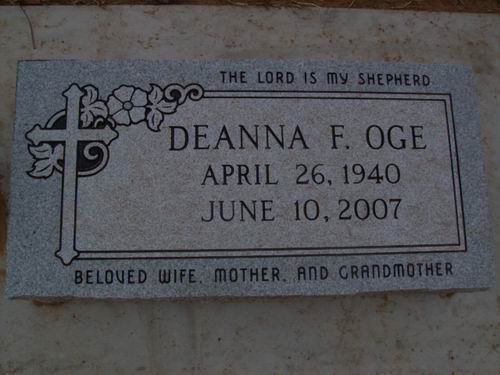 THE LORD IS MY SHEPHERD
DEANNA F. OGE
APRIL 26, 1940
JUNE 10, 2007
BELOVED WIFE, MOTHER, AND GRANDMOTHER